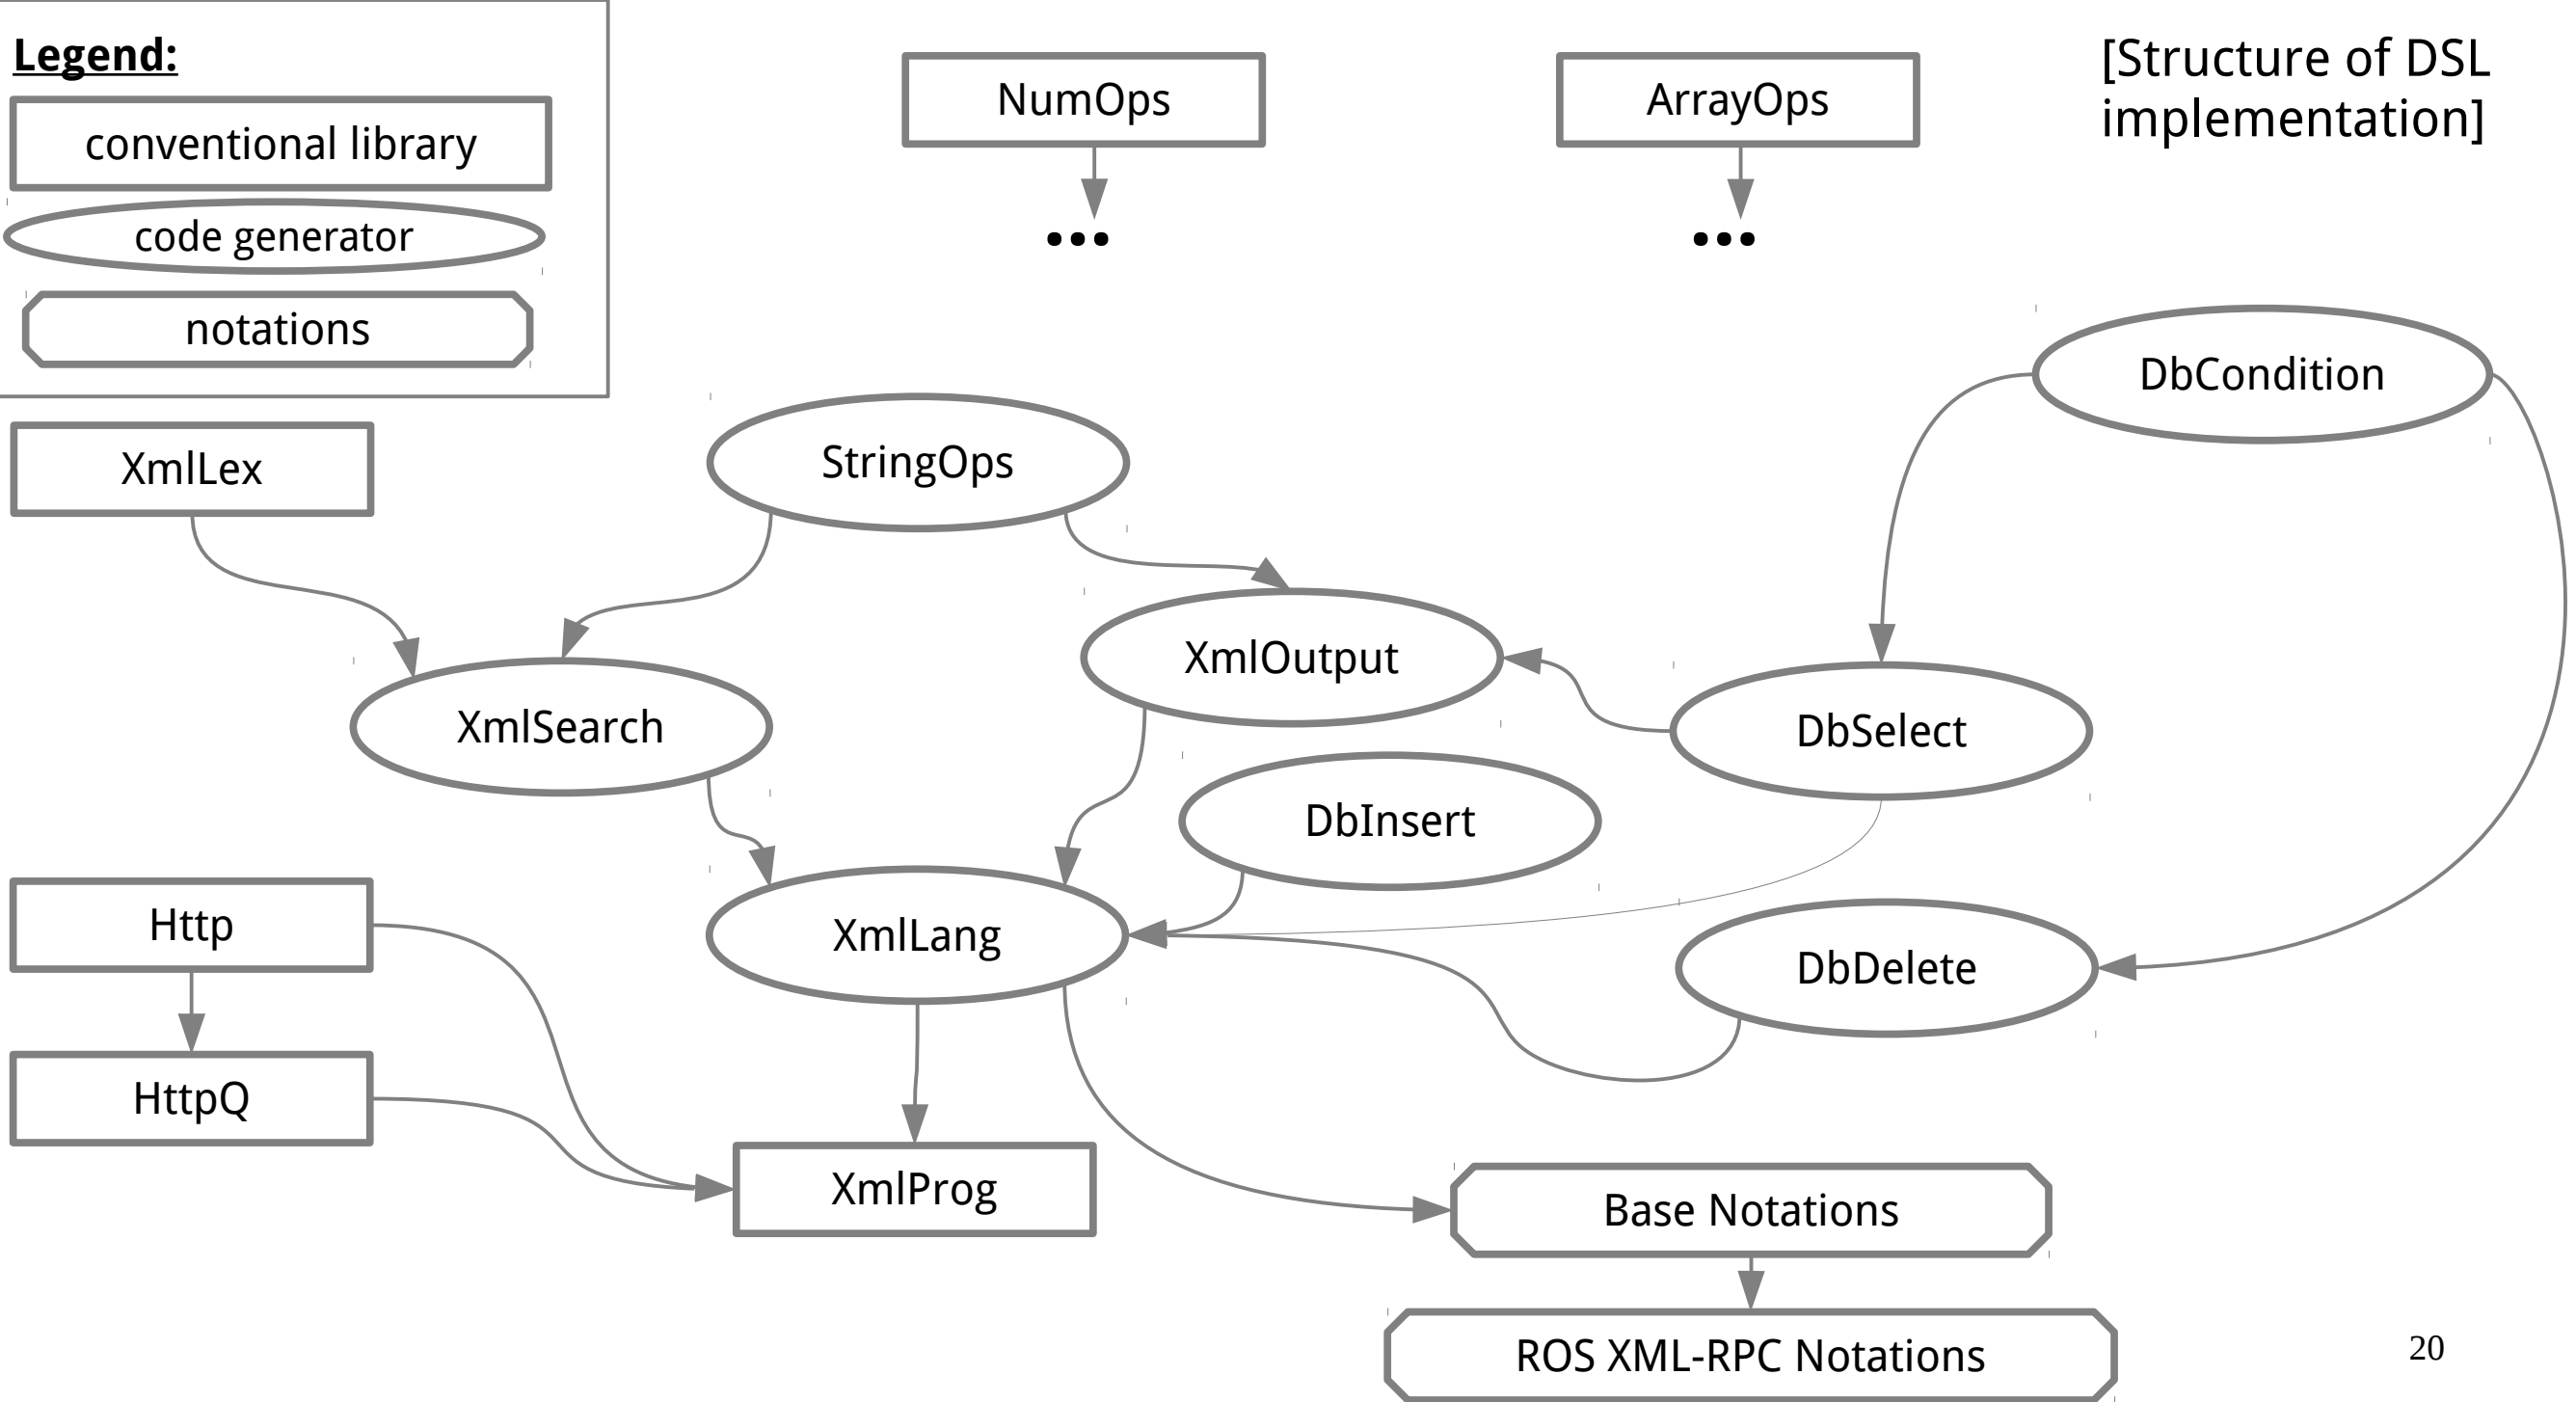 Legend:
conventional library
code generator
notations
NumOps
...
ArrayOps
...
[Structure of DSL
implementation]
DbCondition
XmlLex
StringOps
XmlOutput
XmlSearch
DbSelect
DbInsert
Http
XmlLang
DbDelete
HttpQ
XmlProg
Base Notations
ROS XML-RPC Notations
20